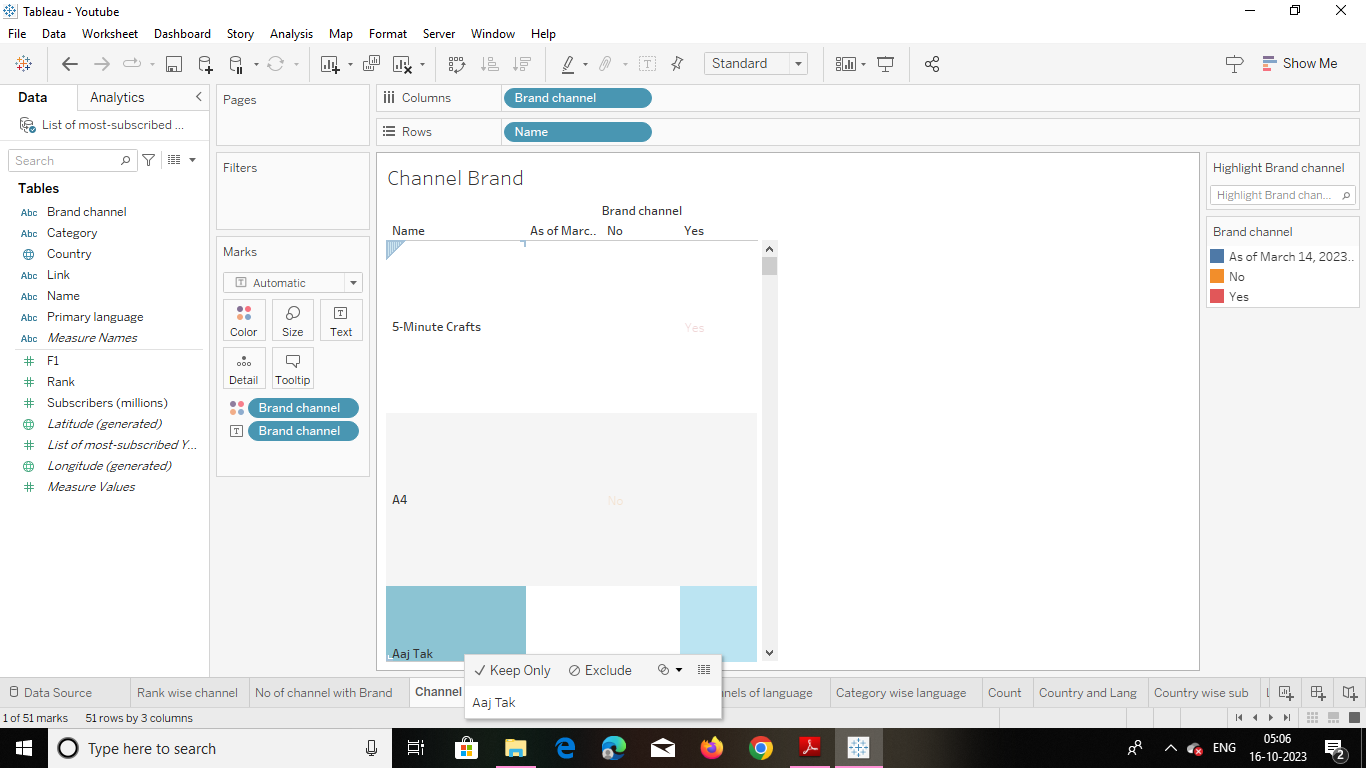 Tableau - Youtube
File Data Worksheet Dashboard Story Analysis Map Format Server Window Help
Standard
Show Me
Data Analytics
List of most-subscribed ...
Search
Tables
Abc Brand channel
Abc Category
Country
Abc Link
Abc Name
Abc Primary language
Abc Measure Names
F1
Rank
Subscribers (millions)
Latitude (generated)
List of most-subscribed Y...
Longitude (generated)
Measure Values
Pages
Filters
Marks
Automatic
Color Size Text
Detail Tooltip
Brand channel
Brand channel
Columns Brand channel
Rows Name
Channel Brand
Brand channel
Name As of Marc.. No Yes
5-Minute Crafts Yes
A4 No
Aaj Tak
Keep Only Exclude
Aaj Tak
Highlight Brand channel
Highlight Brand chan...
Brand channel
As of March 14, 2023..
No
Yes
Data Source Rank wise channel No of channel with Brand Channel nels of language Category wise language Count Country and Lang Country wise sub
1 of 51 marks 51 rows by 3 columns
Type here to search
ENG
05:06
16-10-2023
2